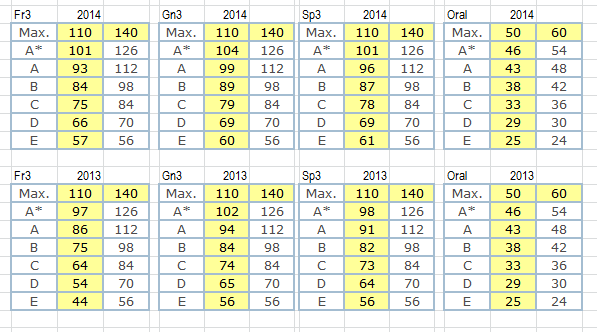 Fr3 2014 Gn3 2014 Sp3 2014 Oral 2014
Max. 110 140 Max. 110 140 Max. 110 140 Max. 50 60
A* 101 126 A* 104 126 A* 101 126 A* 46 54
A 93 112 A 99 112 A 96 112 A 43 48
B 84 98 B 89 98 B 87 98 B 38 42
C 75 84 C 79 84 C 78 84 C 33 36
D 66 70 D 69 70 D 69 70 D 29 30
E 57 56 E 60 56 E 61 56 E 25 24
Fr3 2013 Gn3 2013 Sp3 2013 Oral 2013
Max. 110 140 Max. 110 140 Max. 110 140 Max. 50 60
A* 97 126 A* 102 126 A* 98 126 A* 46 54
A 86 112 A 94 112 A 91 112 A 43 48
B 75 98 B 84 98 B 82 98 B 38 42
C 64 84 C 74 84 C 73 84 C 33 36
D 54 70 D 65 70 D 64 70 D 29 30
E 44 56 E 56 56 E 56 56 E 25 24